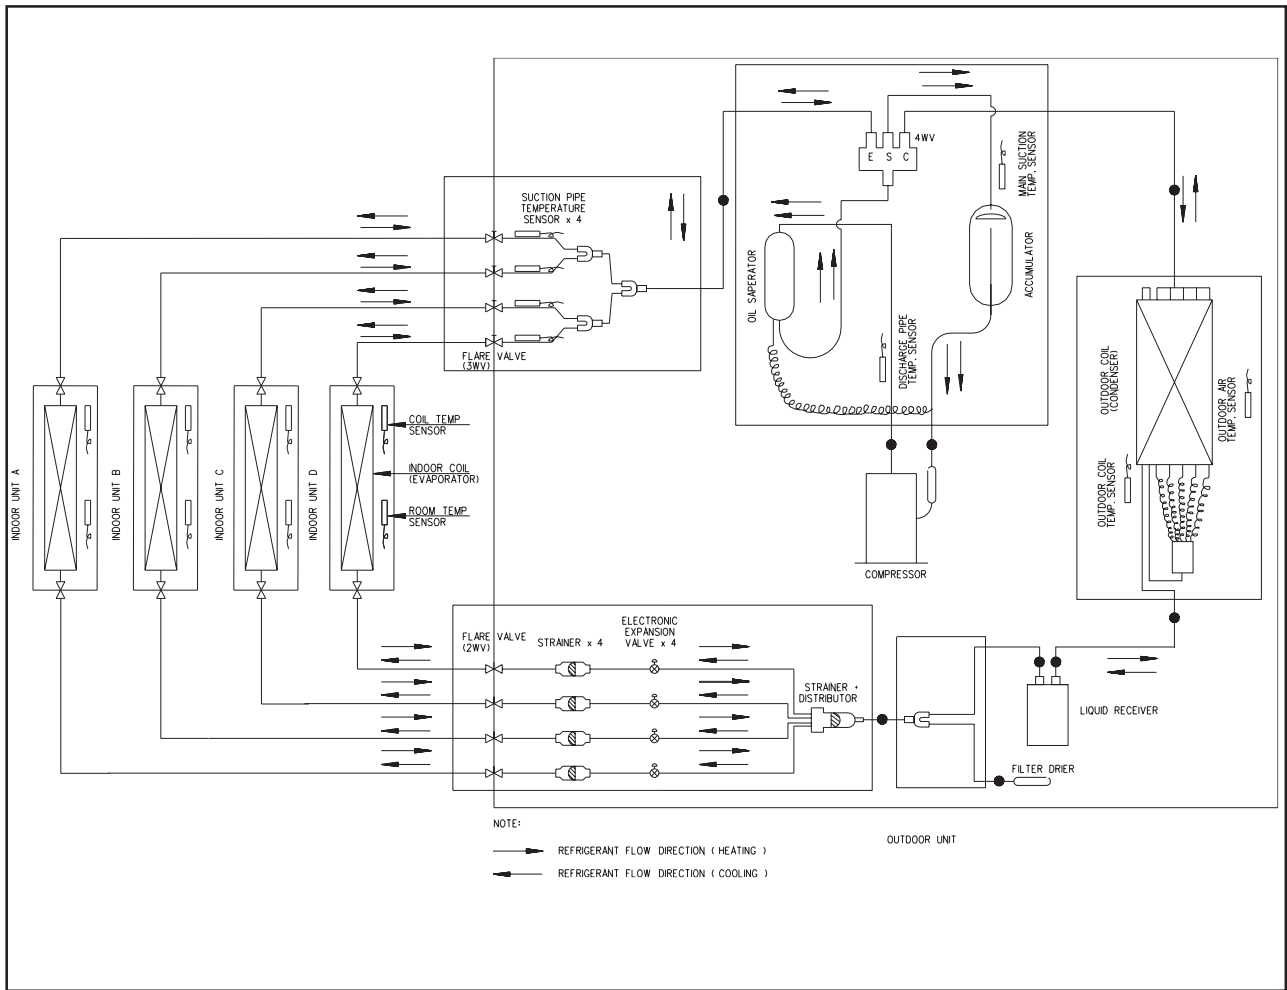 4WV
E S C
MAIN SUCTION
TEMP. SENSOR
SUCTION PIPE
TEMPERATURE
SENSOR x 4
OIL SAPERATOR
ACCUMULATOR
DISCHARGE PIPE
TEMP. SENSOR
FLARE VALVE
(3WV)
OUTDOOR COIL
(CONDENSER)
OUTDOOR AIR
TEMP. SENSOR
OUTDOOR COIL
TEMP. SENSOR
INDOOR UNIT A
INDOOR UNIT B
INDOOR UNIT C
INDOOR UNIT D
COIL TEMP
SENSOR
INDOOR COIL
(EVAPORATOR)
ROOM TEMP
SENSOR
COMPRESSOR
FLARE VALVE
(2WV)
STRAINER x 4
ELECTRONIC
EXPANSION
VALVE x 4
STRAINER +
DISTRIBUTOR
LIQUID RECEIVER
FILTER DRIER
NOTE:
OUTDOOR UNIT
REFRIGERANT FLOW DIRECTION ( HEATING )
REFRIGERANT FLOW DIRECTION ( COOLING )